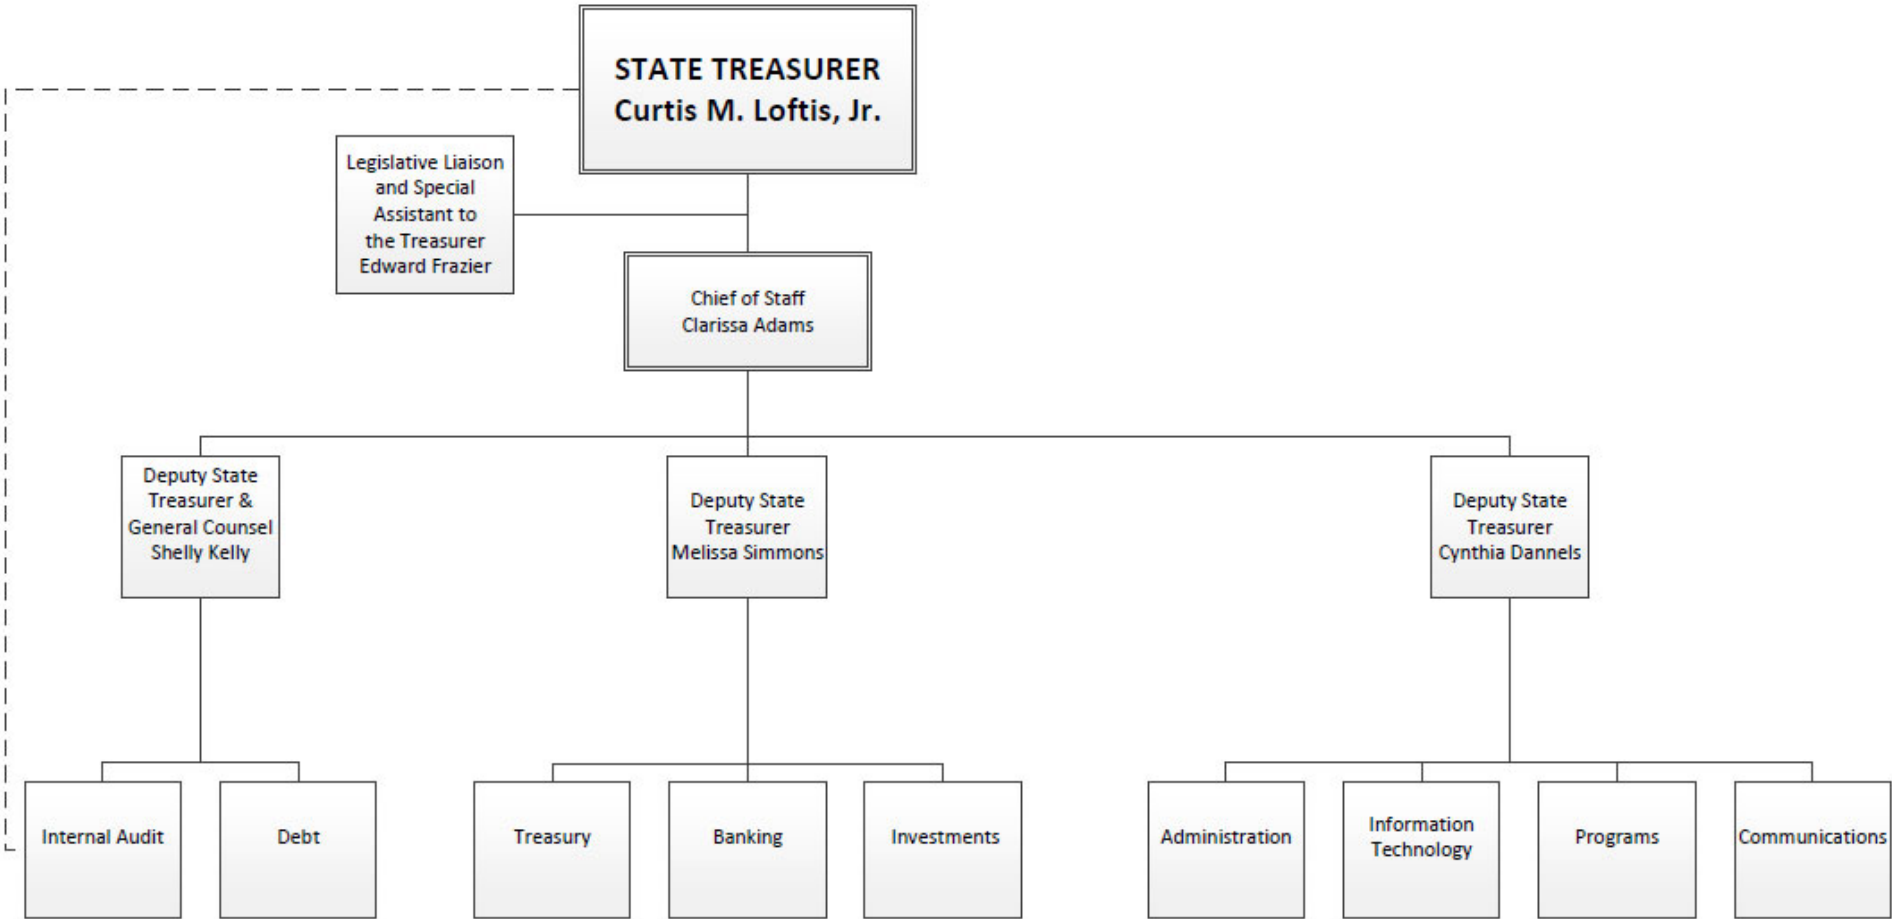 STATE TREASURER
Curtis M. Loftis, Jr.
Legislative Liaison
and Special
Assistant to
the Treasurer
Edward Frazier
Chief of Staff
Clarissa Adams
Deputy State
Treasurer &
General Counsel
Shelly Kelly
Deputy State
Treasurer
Melissa Simmons
Deputy State
Treasurer
Cynthia Dannels
Internal Audit
Debt
Treasury
Banking
Investments
Administration
Information
Technology
Programs
Communications